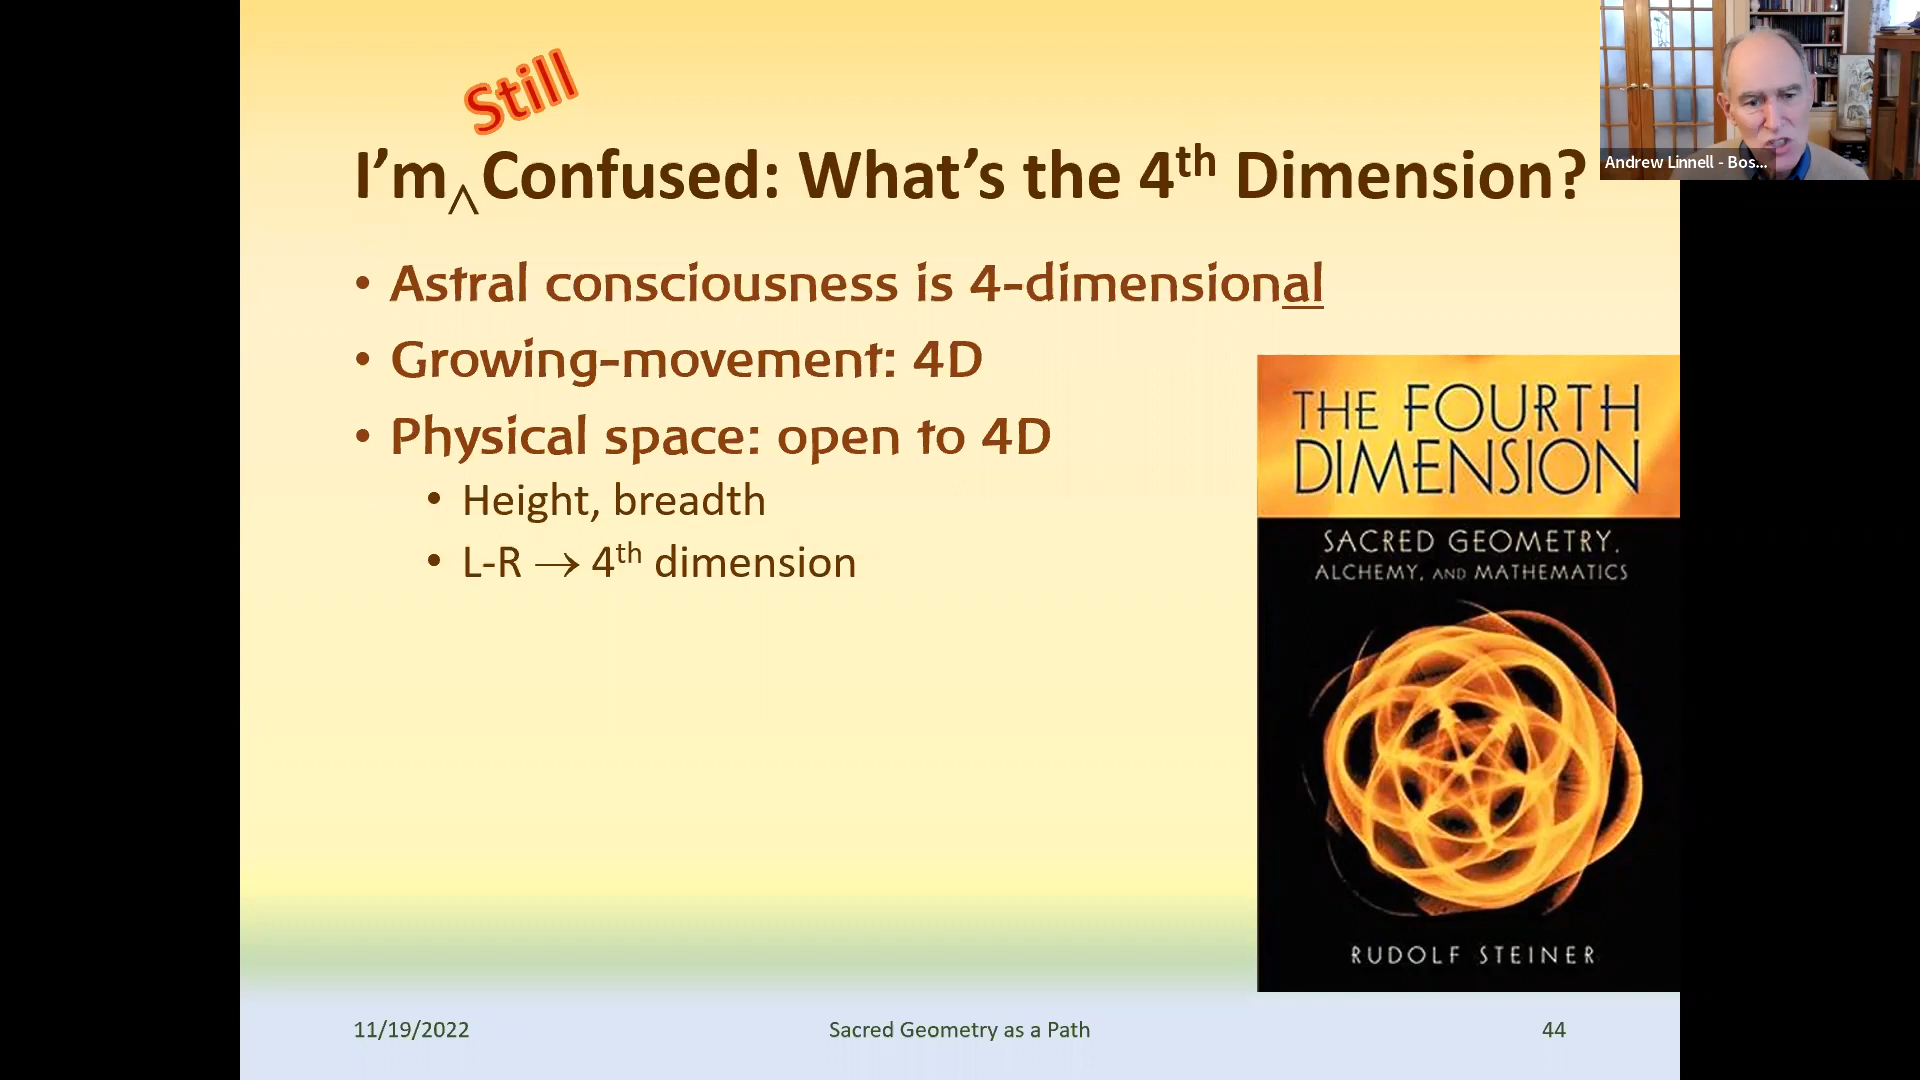 Still
I’m ^ Confused: What’s the 4th Dimension?
Andrew Linnell - Bos...
• Astral consciousness is 4-dimensional
• Growing-movement: 4D
• Physical space: open to 4D
• Height, breadth
• L-R → 4th dimension
THE FOURTH
DIMENSION
SACRED GEOMETRY,
ALCHEMY, AND MATHEMATICS
RUDOLF STEINER
11/19/2022
Sacred Geometry as a Path
44